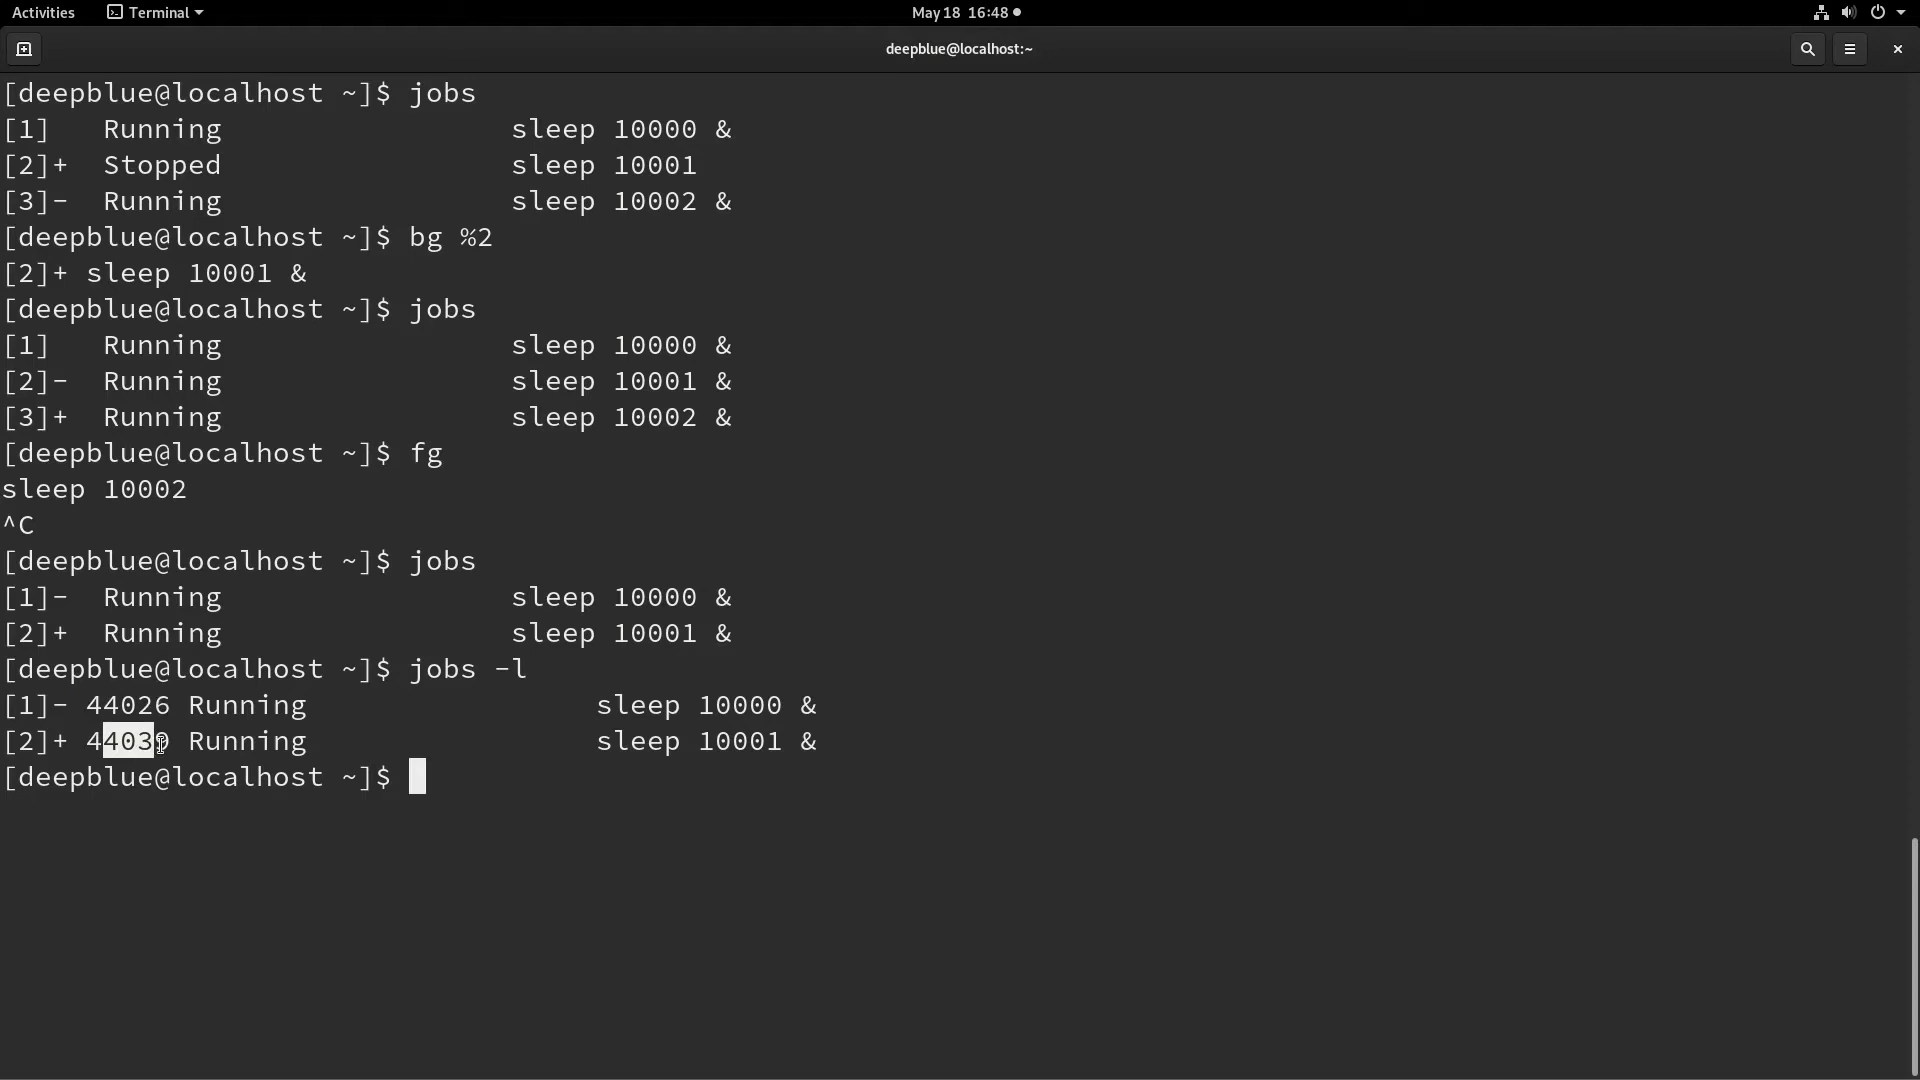 Activities Terminal May 18 16:48
deepblue@localhost:~
[deepblue@localhost ~]$ jobs
[1]   Running                 sleep 10000 &
[2]+  Stopped                 sleep 10001
[3]-  Running                 sleep 10002 &
[deepblue@localhost ~]$ bg %2
[2]+ sleep 10001 &
[deepblue@localhost ~]$ jobs
[1]   Running                 sleep 10000 &
[2]-  Running                 sleep 10001 &
[3]+  Running                 sleep 10002 &
[deepblue@localhost ~]$ fg
sleep 10002
^C
[deepblue@localhost ~]$ jobs
[1]-  Running                 sleep 10000 &
[2]+  Running                 sleep 10001 &
[deepblue@localhost ~]$ jobs -l
[1]- 44026 Running                 sleep 10000 &
[2]+ Running                 sleep 10001 &
[deepblue@localhost ~]$